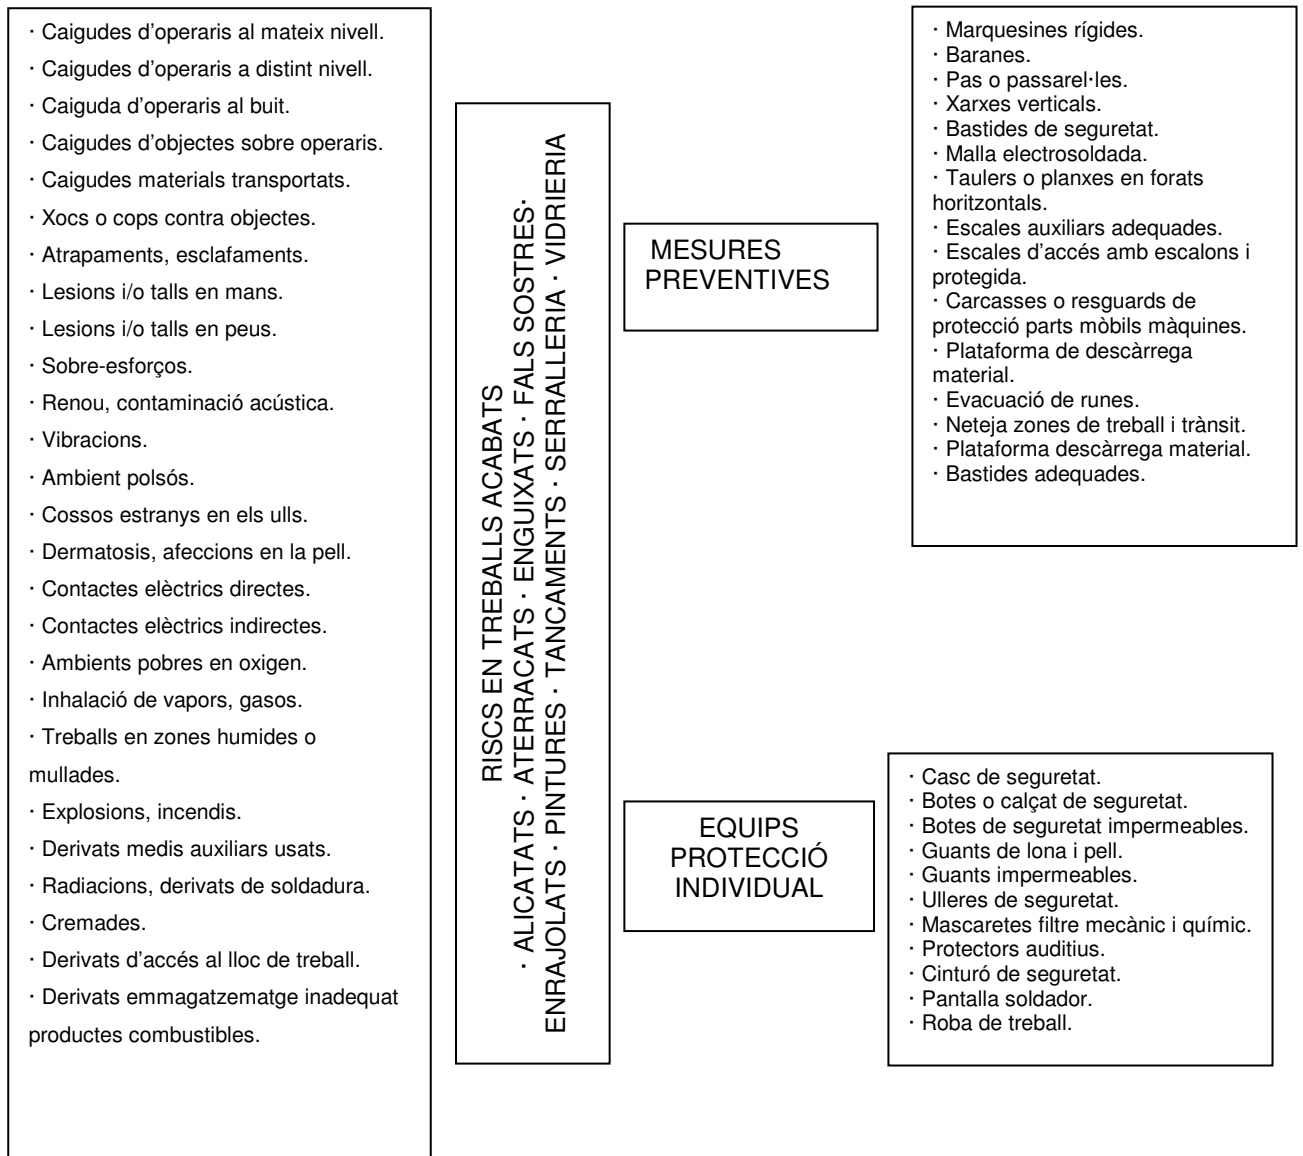 · Caigudes d’operaris al mateix nivell.
· Caigudes d’operaris a distint nivell.
· Caiguda d’operaris al buit.
· Caigudes d’objectes sobre operaris.
· Caigudes materials transportats.
· Xocs o cops contra objectes.
· Atrapaments, esclafaments.
· Lesions i/o talls en mans.
· Lesions i/o talls en peus.
· Sobre-esforços.
· Renou, contaminació acústica.
· Vibracions.
· Ambient polsós.
· Cossos estranys en els ulls.
· Dermatosis, afeccions en la pell.
· Contactes elèctrics directes.
· Contactes elèctrics indirectes.
· Ambients pobres en oxigen.
· Inhalació de vapors, gasos.
· Treballs en zones humides o
mullades.
· Explosions, incendis.
· Derivats medis auxiliars usats.
· Radiacions, derivats de soldadura.
· Cremades.
· Derivats d’accés al lloc de treball.
· Derivats emmagatzematge inadequat
productes combustibles.
RISCS EN TREBALLS ACABATS
· ALICATATS · ATERRACATS · ENGUIXATS · FALS SOSTRES·
ENRAJOLATS · PINTURES · TANCAMENTS · SERRALLERIA · VIDRIERIA
MESURES
PREVENTIVES
· Marquesines rígides.
· Baranes.
· Pas o passarel·les.
· Xarxes verticals.
· Bastides de seguretat.
· Malla electrosoldada.
· Taulers o planxes en forats
horitzontals.
· Escales auxiliars adequades.
· Escales d’accés amb escalons i
protegida.
· Carcasses o resguards de
protecció parts mòbils màquines.
· Plataforma de descàrrega
material.
· Evacuació de runes.
· Neteja zones de treball i trànsit.
· Plataforma descàrrega material.
· Bastides adequades.
EQUIPS
PROTECCIÓ
INDIVIDUAL
· Casc de seguretat.
· Botes o calçat de seguretat.
· Botes de seguretat impermeables.
· Guants de lona i pell.
· Guants impermeables.
· Ulleres de seguretat.
· Mascaretes filtre mecànic i químic.
· Protectors auditius.
· Cinturó de seguretat.
· Pantalla soldador.
· Roba de treball.